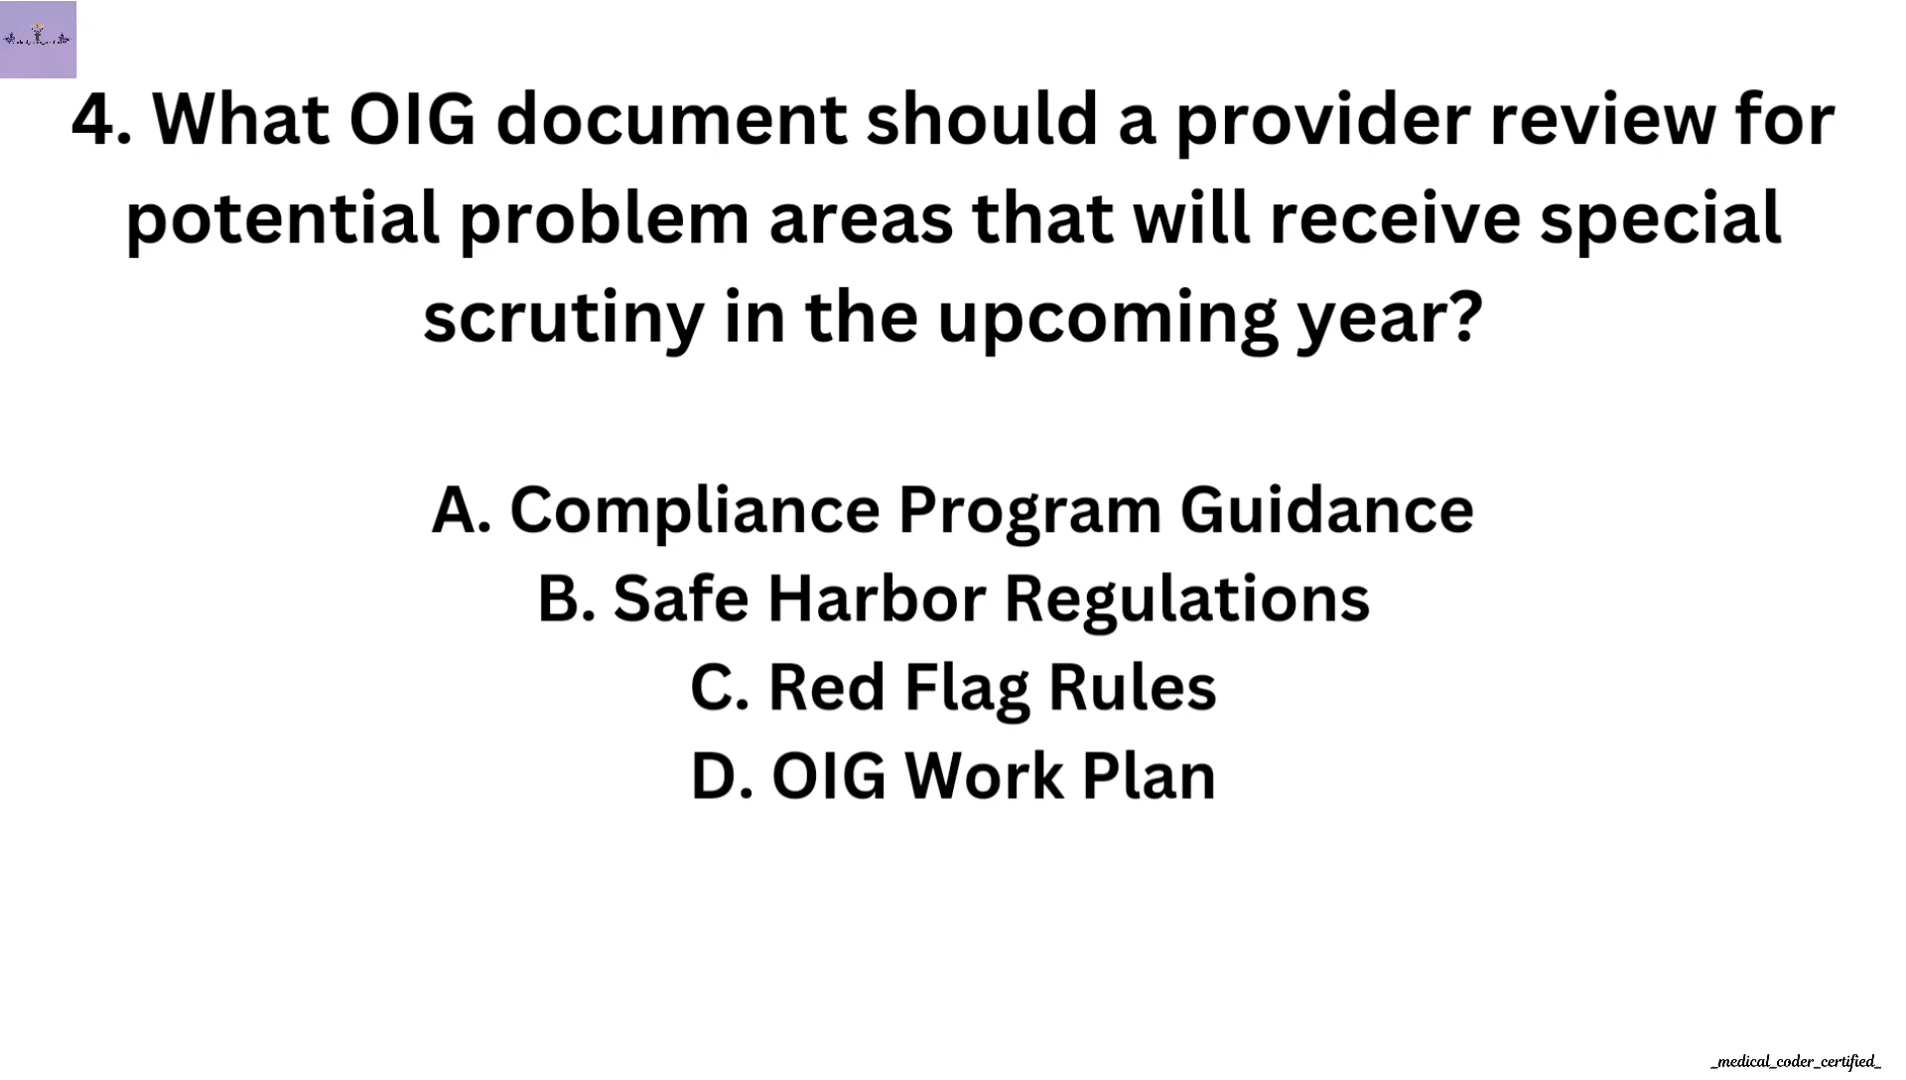 4. What OIG document should a provider review for
potential problem areas that will receive special
scrutiny in the upcoming year?
A. Compliance Program Guidance
B. Safe Harbor Regulations
C. Red Flag Rules
D. OIG Work Plan
_medical_coder_certified_